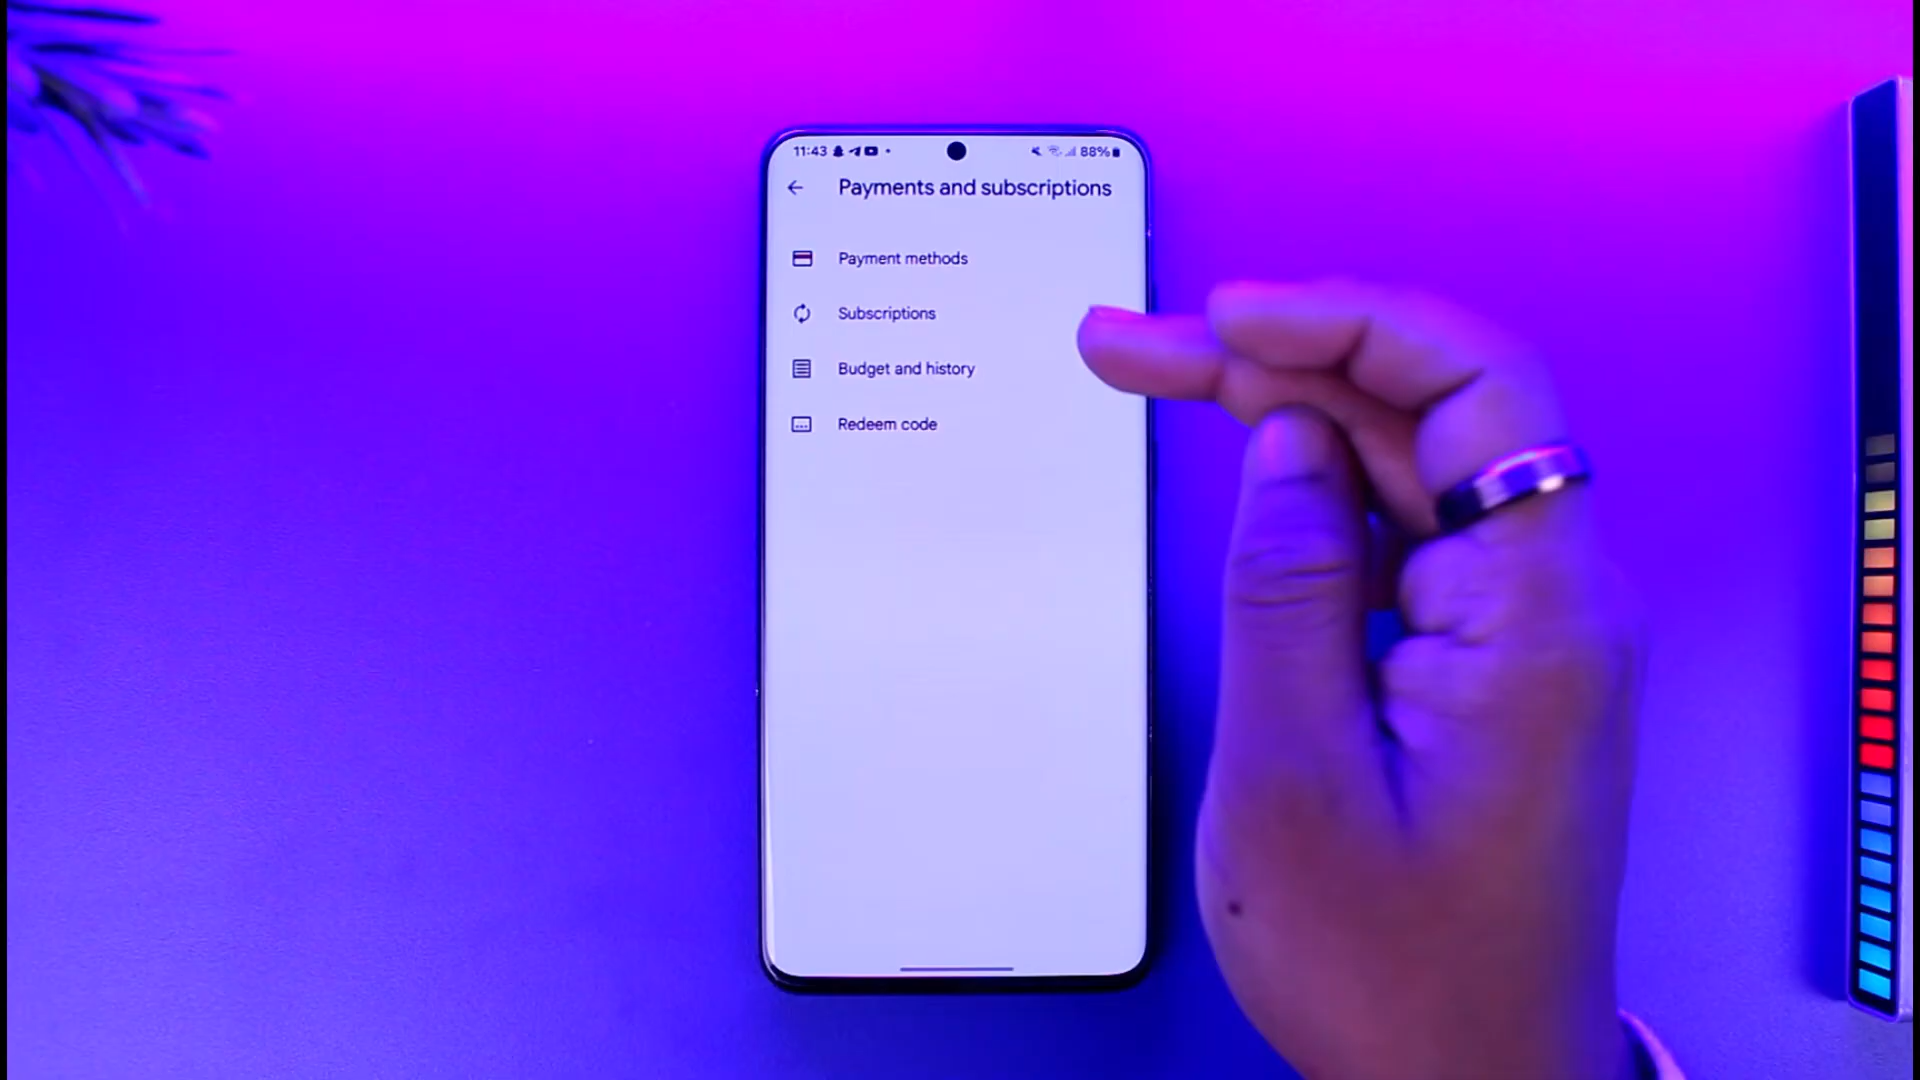 11:43 88%
Payments and subscriptions
Payment methods
Subscriptions
Budget and history
Redeem code